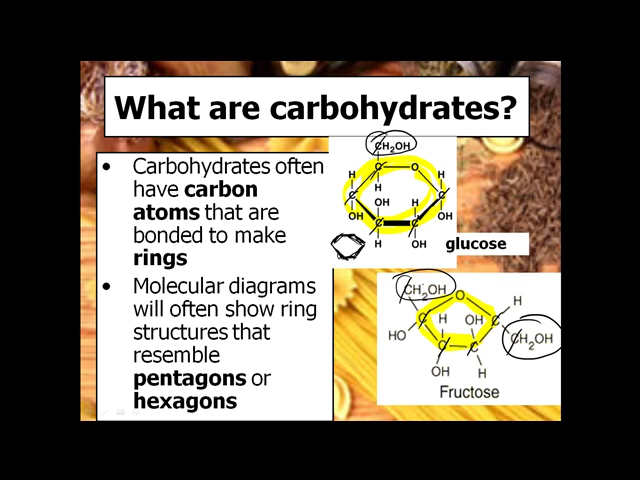 What are carbohydrates?
• Carbohydrates often
have carbon
atoms that are
bonded to make
rings
• Molecular diagrams
will often show ring
structures that
resemble
pentagons or
hexagons
CH2OH
C O
H H H
C OH H C
OH C C OH
H OH
glucose
CH2OH
O H
C H OH C
HO C C CH2OH
OH H
Fructose